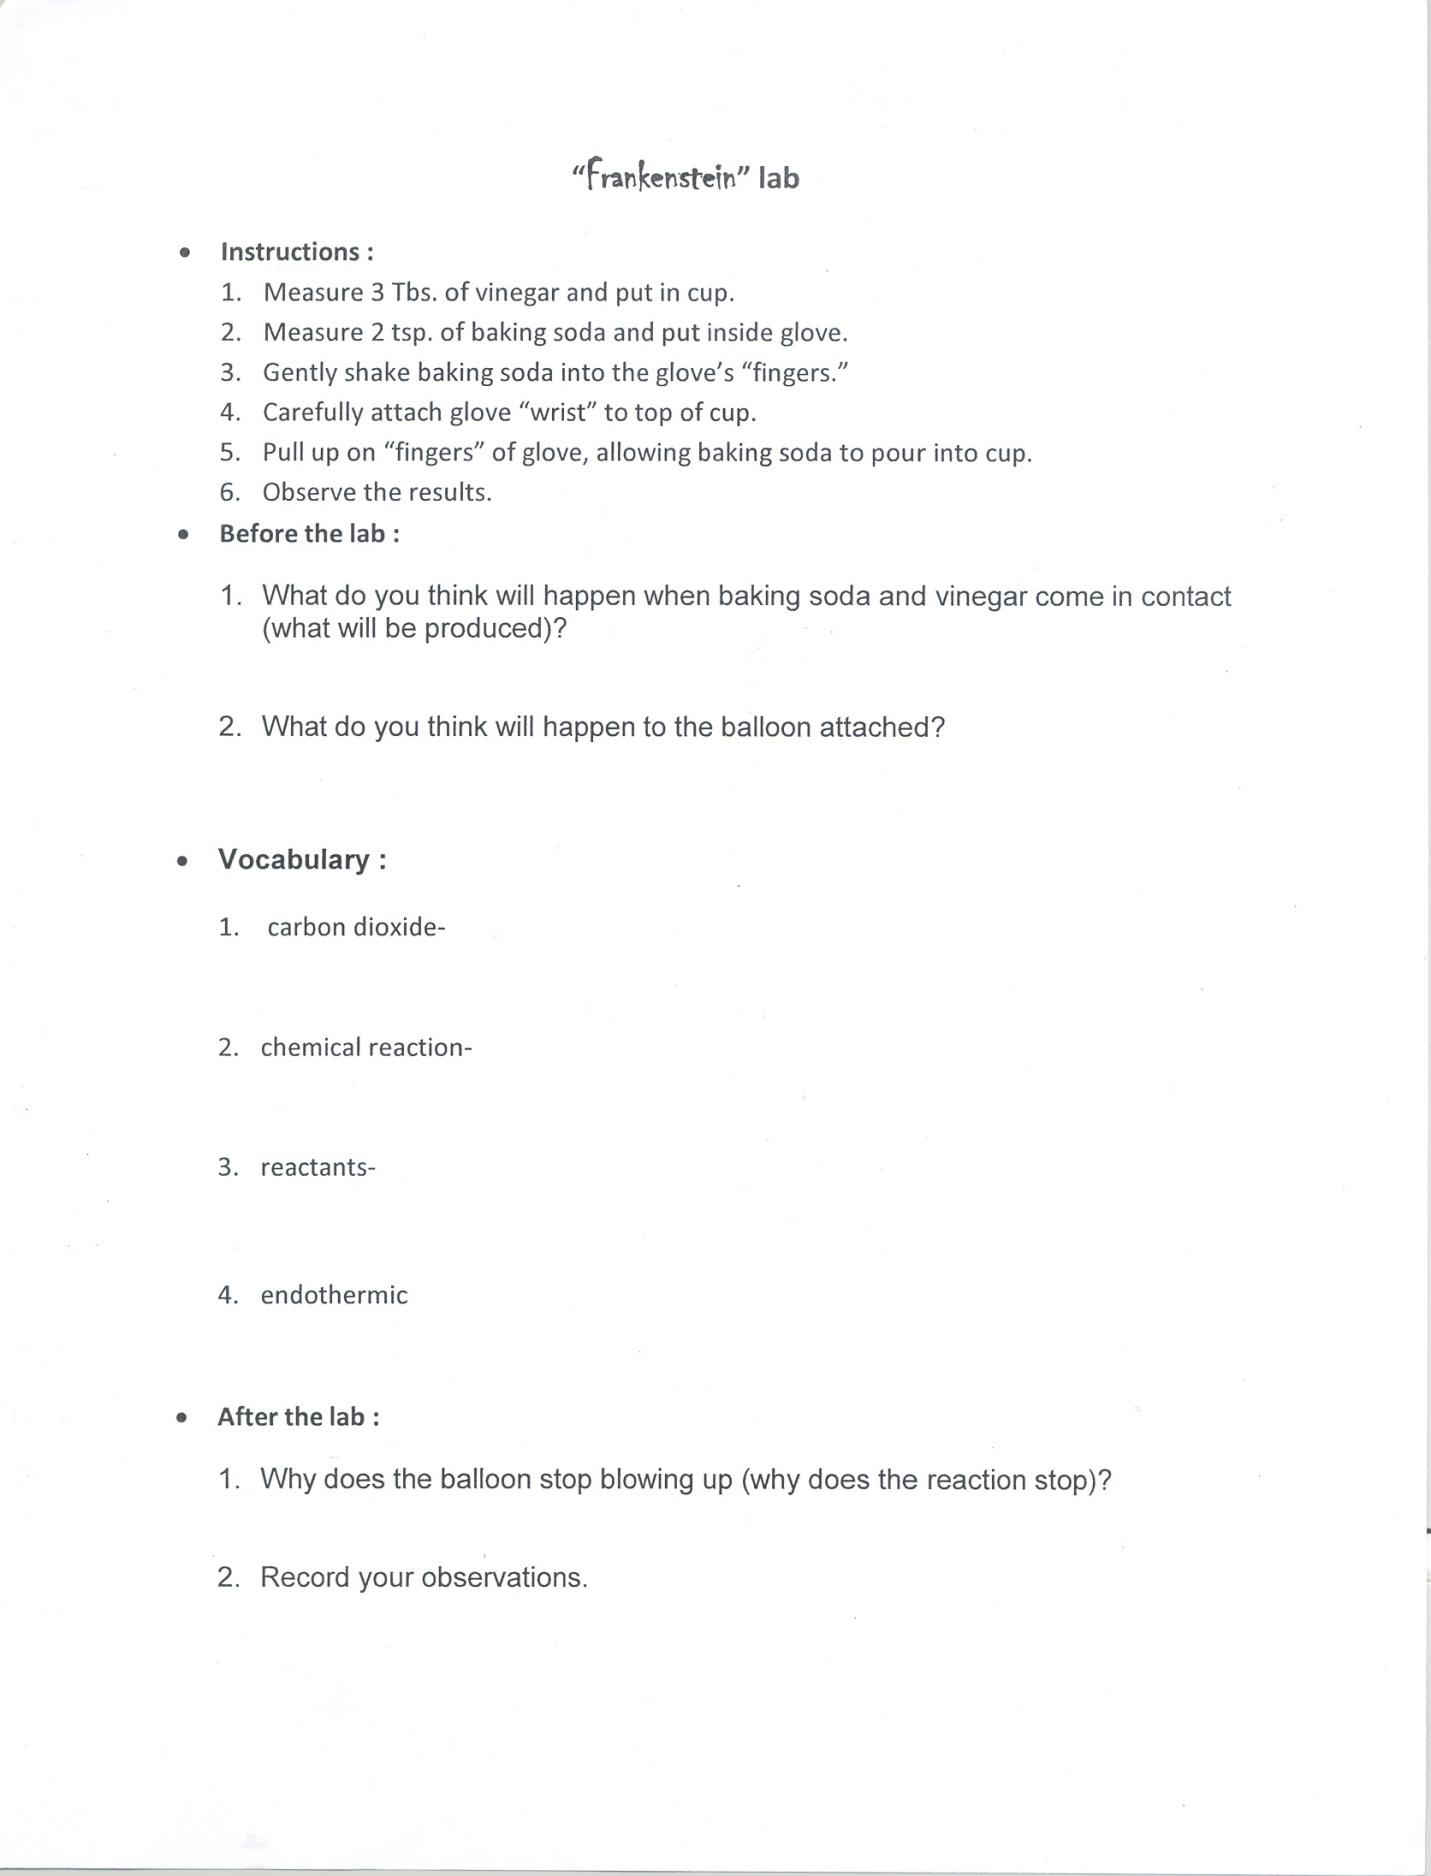 “Frankenstein” lab
• Instructions :
1. Measure 3 Tbs. of vinegar and put in cup.
2. Measure 2 tsp. of baking soda and put inside glove.
3. Gently shake baking soda into the glove’s “fingers.”
4. Carefully attach glove “wrist” to top of cup.
5. Pull up on “fingers” of glove, allowing baking soda to pour into cup.
6. Observe the results.
• Before the lab :
1. What do you think will happen when baking soda and vinegar come in contact
(what will be produced)?
2. What do you think will happen to the balloon attached?
• Vocabulary :
1. carbon dioxide-
2. chemical reaction-
3. reactants-
4. endothermic
• After the lab :
1. Why does the balloon stop blowing up (why does the reaction stop)?
2. Record your observations.